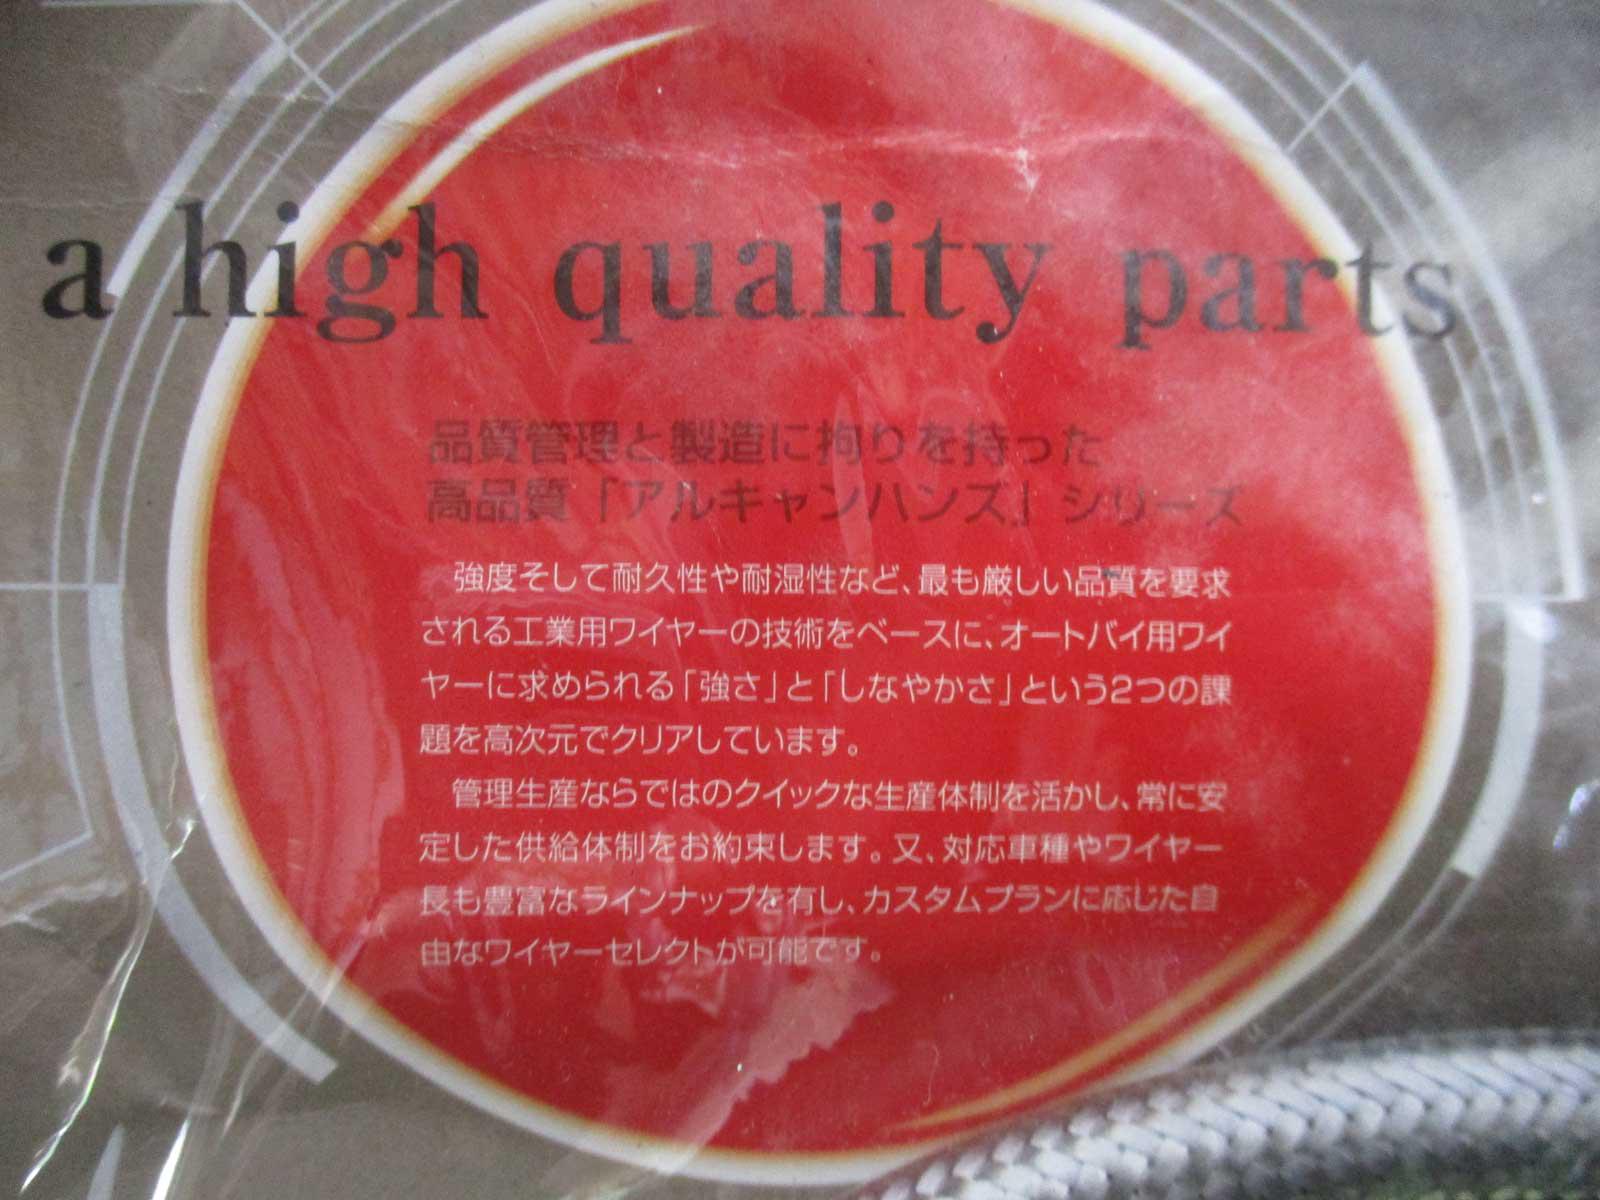 a high quality parts
品質管理と製造に拘りを持った
高品質「アルキャンハンズ」シリーズ
強度そして耐久性や耐湿性など、最も厳しい品質を要求
される工業用ワイヤーの技術をベースに、オートバイ用ワイ
ヤーに求められる「強さ」と「しなやかさ」という2つの課
題を高次元でクリアしています。
管理生産ならではのクイックな生産体制を活かし、常に安
定した供給体制をお約束します。又、対応車種やワイヤー
長も豊富なラインナップを有し、カスタムプランに応じた自
由なワイヤーセレクトが可能です。